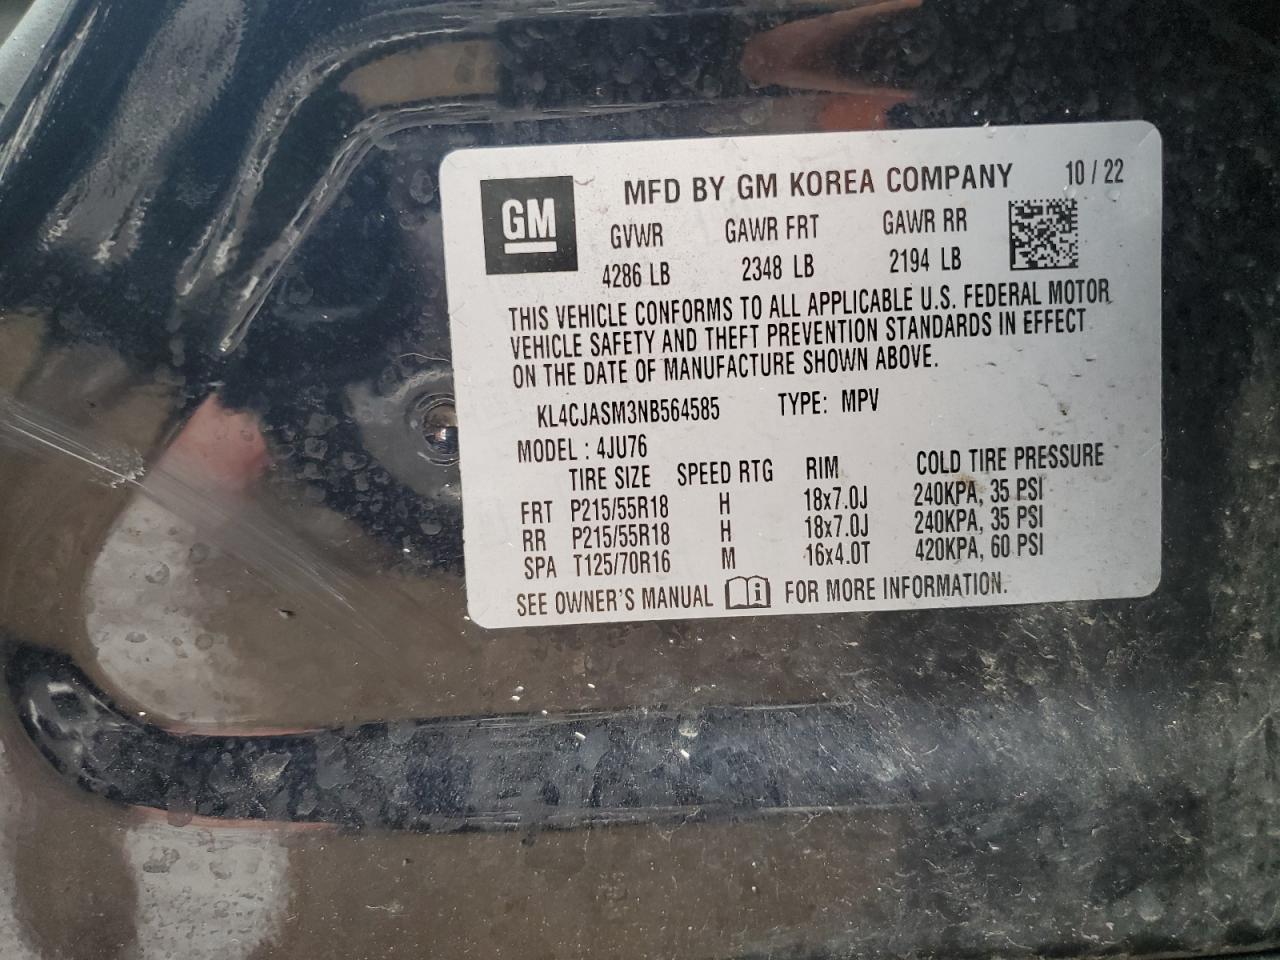 GM
MFD BY GM KOREA COMPANY 10 / 22
GVWR GAWR FRT GAWR RR
4286 LB 2348 LB 2194 LB
THIS VEHICLE CONFORMS TO ALL APPLICABLE U.S. FEDERAL MOTOR
VEHICLE SAFETY AND THEFT PREVENTION STANDARDS IN EFFECT
ON THE DATE OF MANUFACTURE SHOWN ABOVE.
KL4CJASM3NB564585 TYPE: MPV
MODEL : 4JU76
TIRE SIZE SPEED RTG RIM COLD TIRE PRESSURE
FRT P215/55R18 H 18x7.0J 240KPA, 35 PSI
RR P215/55R18 H 18x7.0J 240KPA, 35 PSI
SPA T125/70R16 M 16x4.0T 420KPA, 60 PSI
SEE OWNER'S MANUAL FOR MORE INFORMATION.